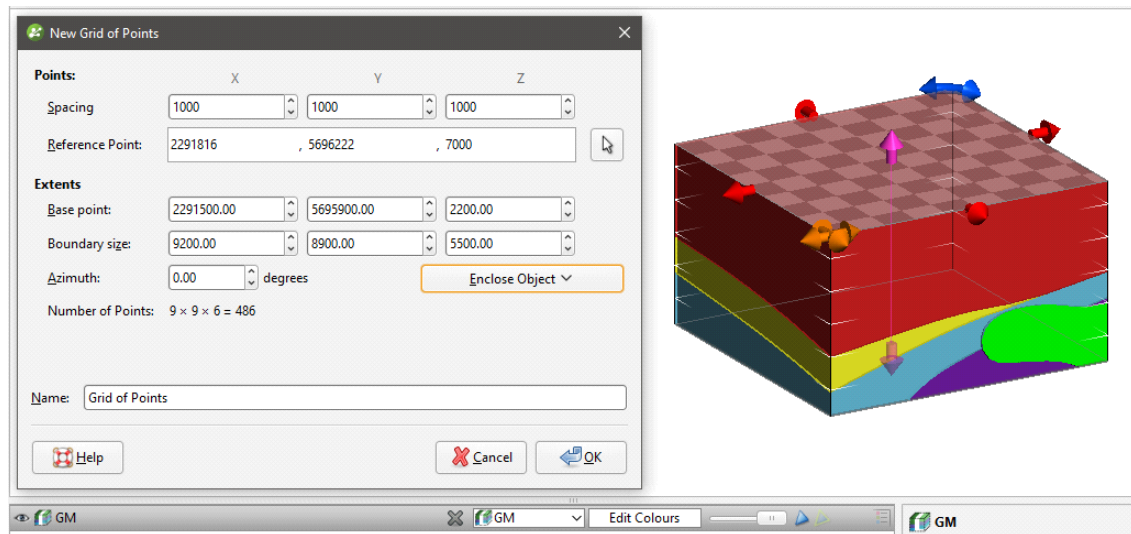 New Grid of Points
Points:
X Y Z
Spacing 1000 1000 1000
Reference Point: 2291816 , 5696222 , 7000
Extents
Base point: 2291500.00 5695900.00 2200.00
Boundary size: 9200.00 8900.00 5500.00
Azimuth: 0.00 degrees Enclose Object
Number of Points: 9 × 9 × 6 = 486
Name: Grid of Points
Help Cancel OK
GM GM Edit Colours GM